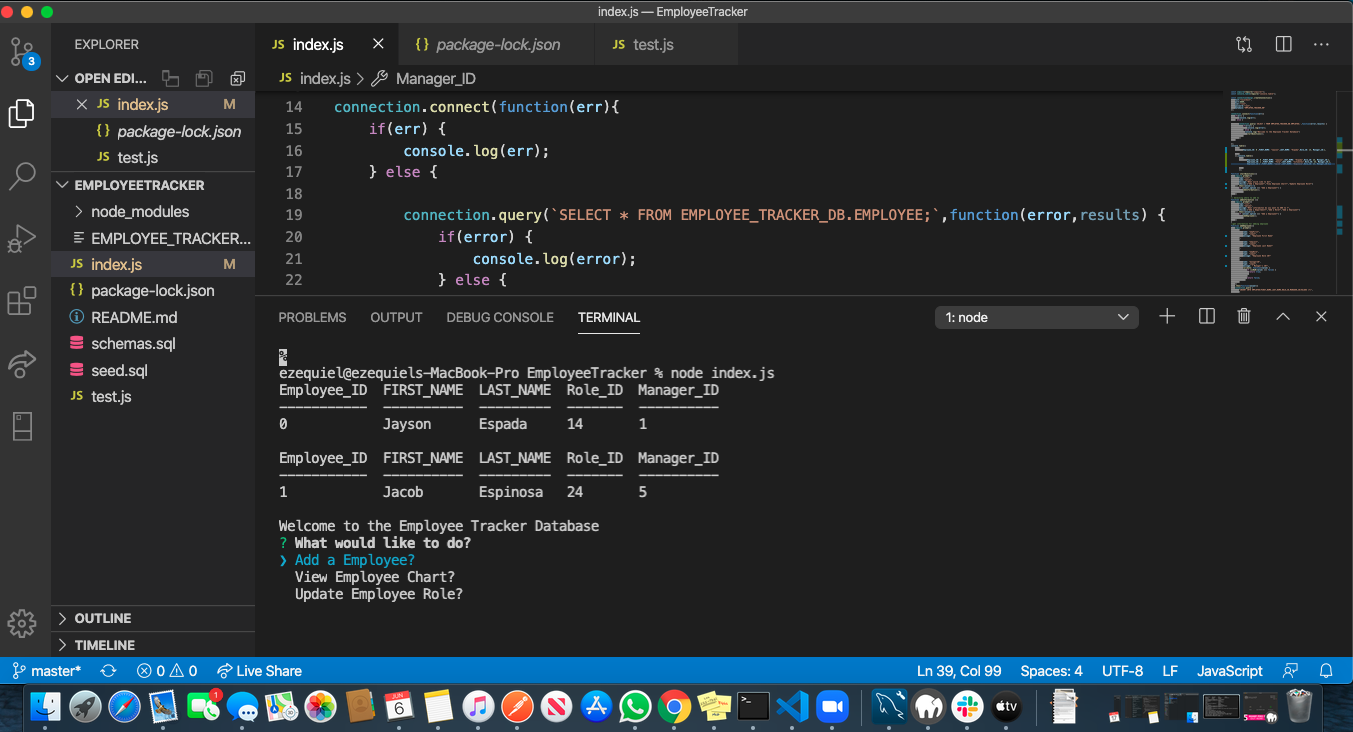 index.js — EmployeeTracker
EXPLORER
JS index.js
{} package-lock.json
JS test.js
3
OPEN EDI...
JS index.js > Manager_ID
JS index.js M
{} package-lock.json
JS test.js
EMPLOYEETRACKER
node_modules
EMPLOYEE_TRACKER...
JS index.js M
{} package-lock.json
README.md
schemas.sql
seed.sql
JS test.js
OUTLINE
TIMELINE
14 connection.connect(function(err){
15 if(err) {
16 console.log(err);
17 } else {
18
19 connection.query(`SELECT * FROM EMPLOYEE_TRACKER_DB.EMPLOYEE;`,function(error,results) {
20 if(error) {
21 console.log(error);
22 } else {
PROBLEMS OUTPUT DEBUG CONSOLE TERMINAL 1: node
%
ezequiel@ezequiels-MacBook-Pro EmployeeTracker % node index.js
Employee_ID FIRST_NAME LAST_NAME Role_ID Manager_ID
----------- ---------- --------- ------- ----------
0 Jayson Espada 14 1
Employee_ID FIRST_NAME LAST_NAME Role_ID Manager_ID
----------- ---------- --------- ------- ----------
1 Jacob Espinosa 24 5
Welcome to the Employee Tracker Database
? What would like to do?
❯ Add a Employee?
View Employee Chart?
Update Employee Role?
master* 0 0 Live Share Ln 39, Col 99 Spaces: 4 UTF-8 LF JavaScript
1
JUN
6
tv